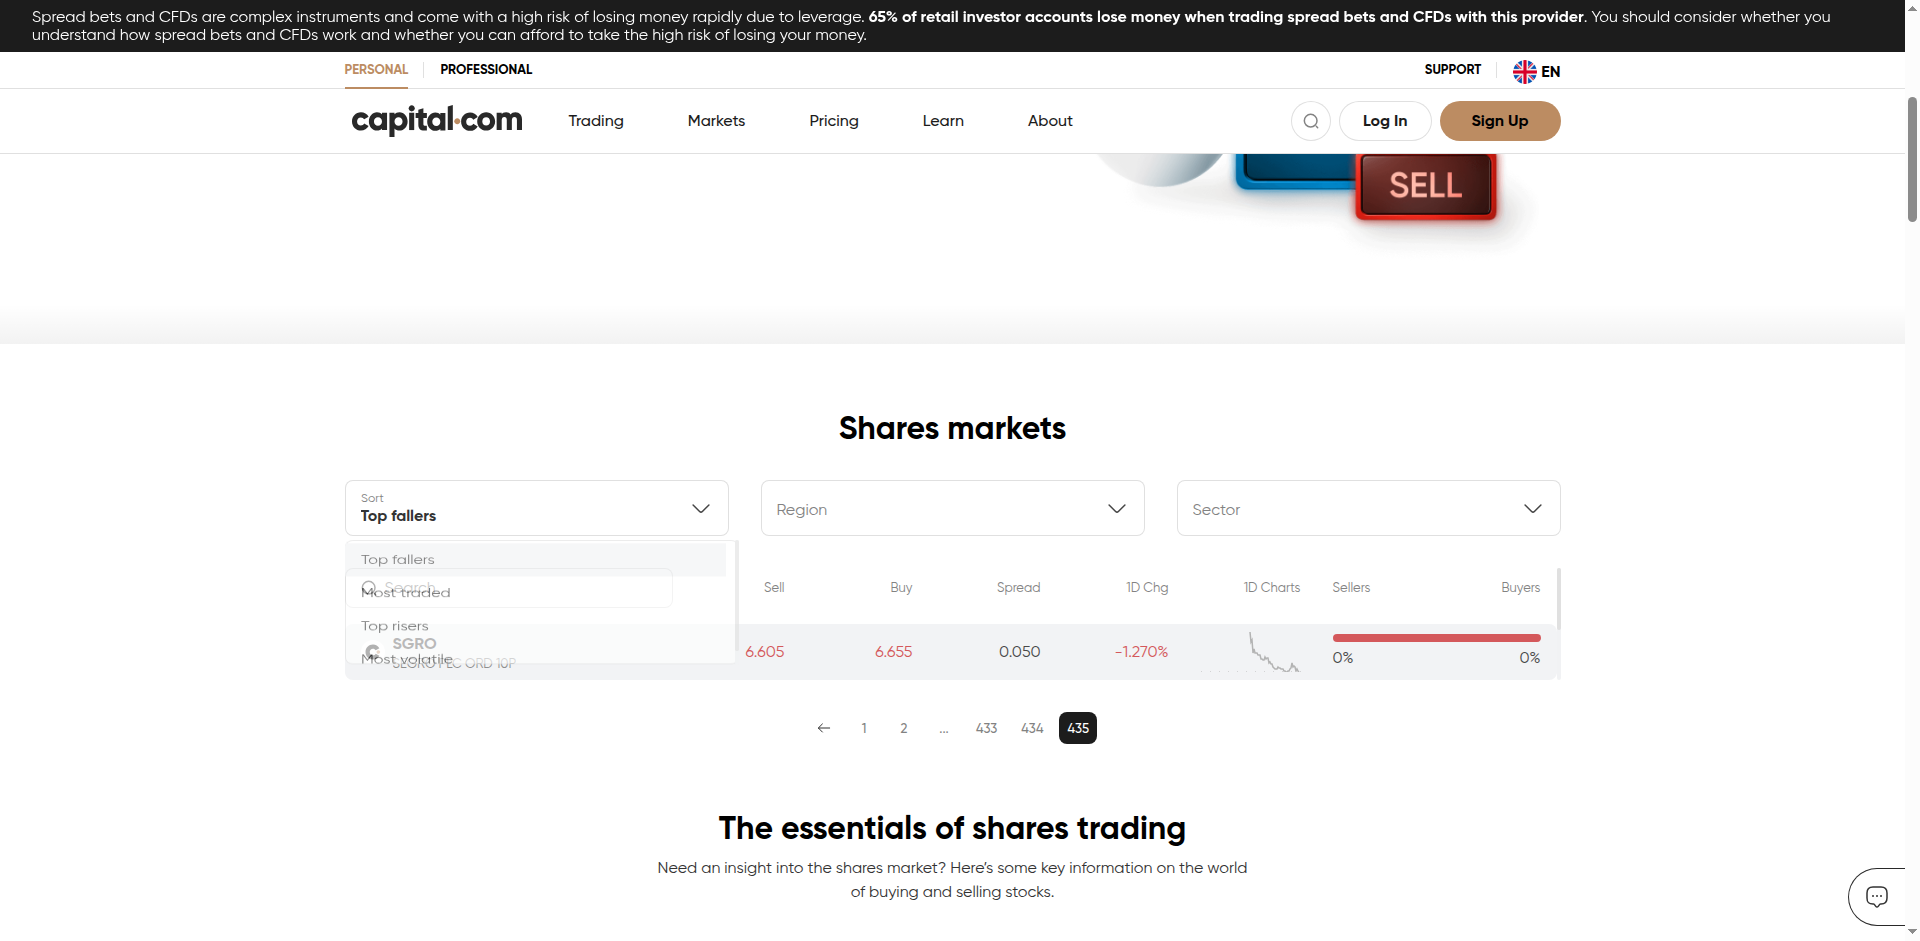 Spread bets and CFDs are complex instruments and come with a high risk of losing money rapidly due to leverage. 65% of retail investor accounts lose money when trading spread bets and CFDs with this provider. You should consider whether you
understand how spread bets and CFDs work and whether you can afford to take the high risk of losing your money.
PERSONAL PROFESSIONAL SUPPORT EN
capital.com Trading Markets Pricing Learn About Log In Sign Up
SELL
Shares markets
Sort
Top fallers Region Sector
Top fallers
Search Sell Buy Spread 1D Chg 1D Charts Sellers Buyers
Most traded
Top risers
SGRO
6.605 6.655 0.050 -1.270% 0% 0%
Most volatile
ORD 10P
1 2 ... 433 434 435
The essentials of shares trading
Need an insight into the shares market? Here's some key information on the world
of buying and selling stocks.